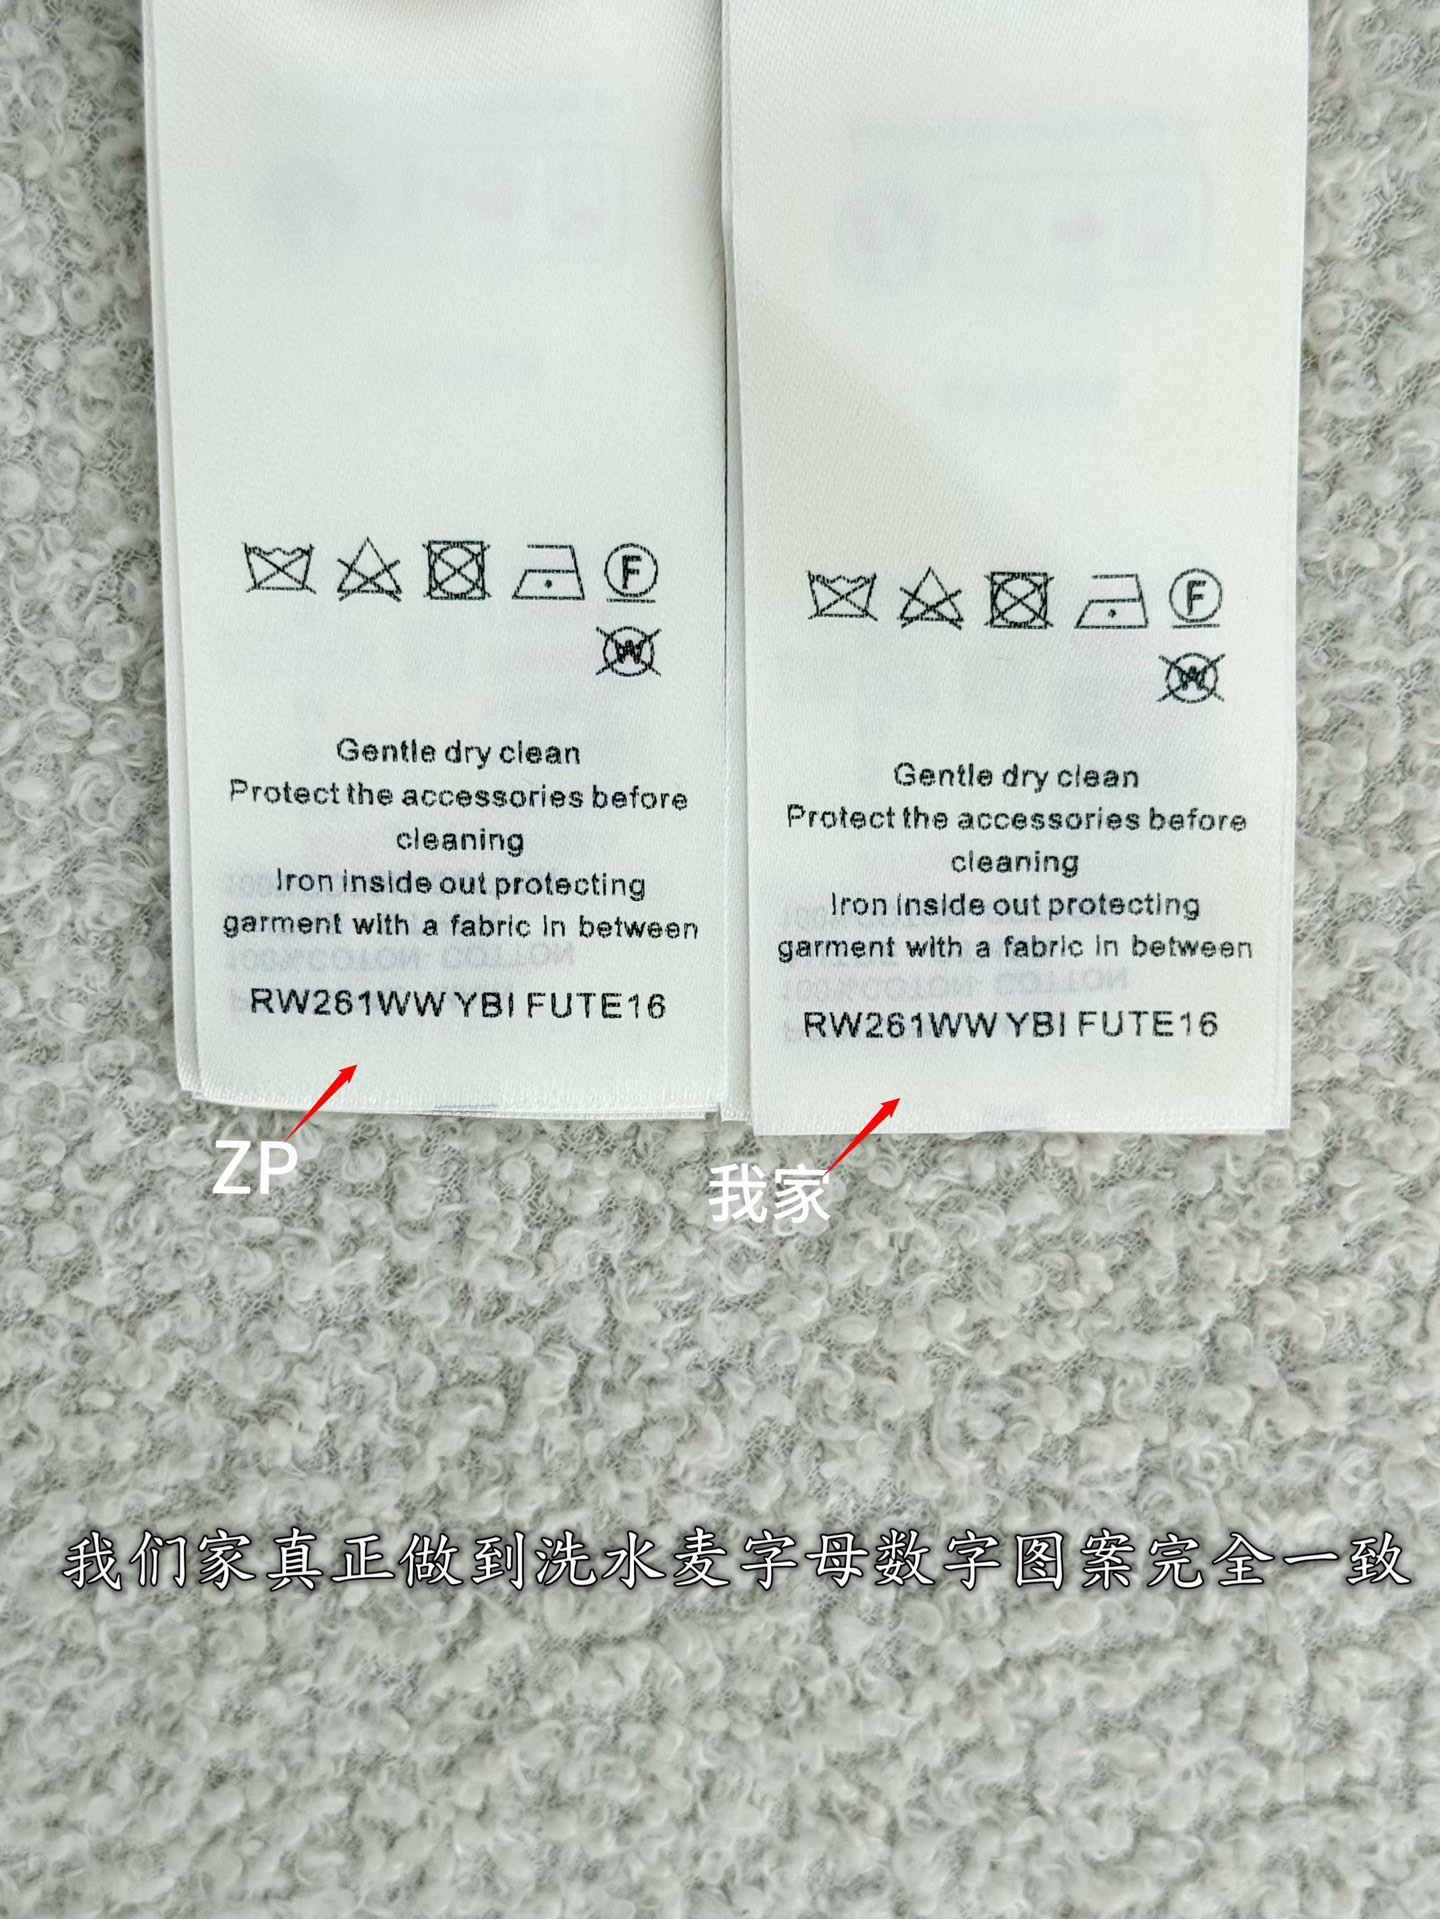 F
W
Gentle dry clean
Protect the accessories before
cleaning
Iron inside out protecting
garment with a fabric in between
RW261WW YBI FUTE16
ZP
F
W
Gentle dry clean
Protect the accessories before
cleaning
Iron inside out protecting
garment with a fabric in between
RW261WW YBI FUTE16
我家
我们家真正做到洗水麦字母数字图案完全一致